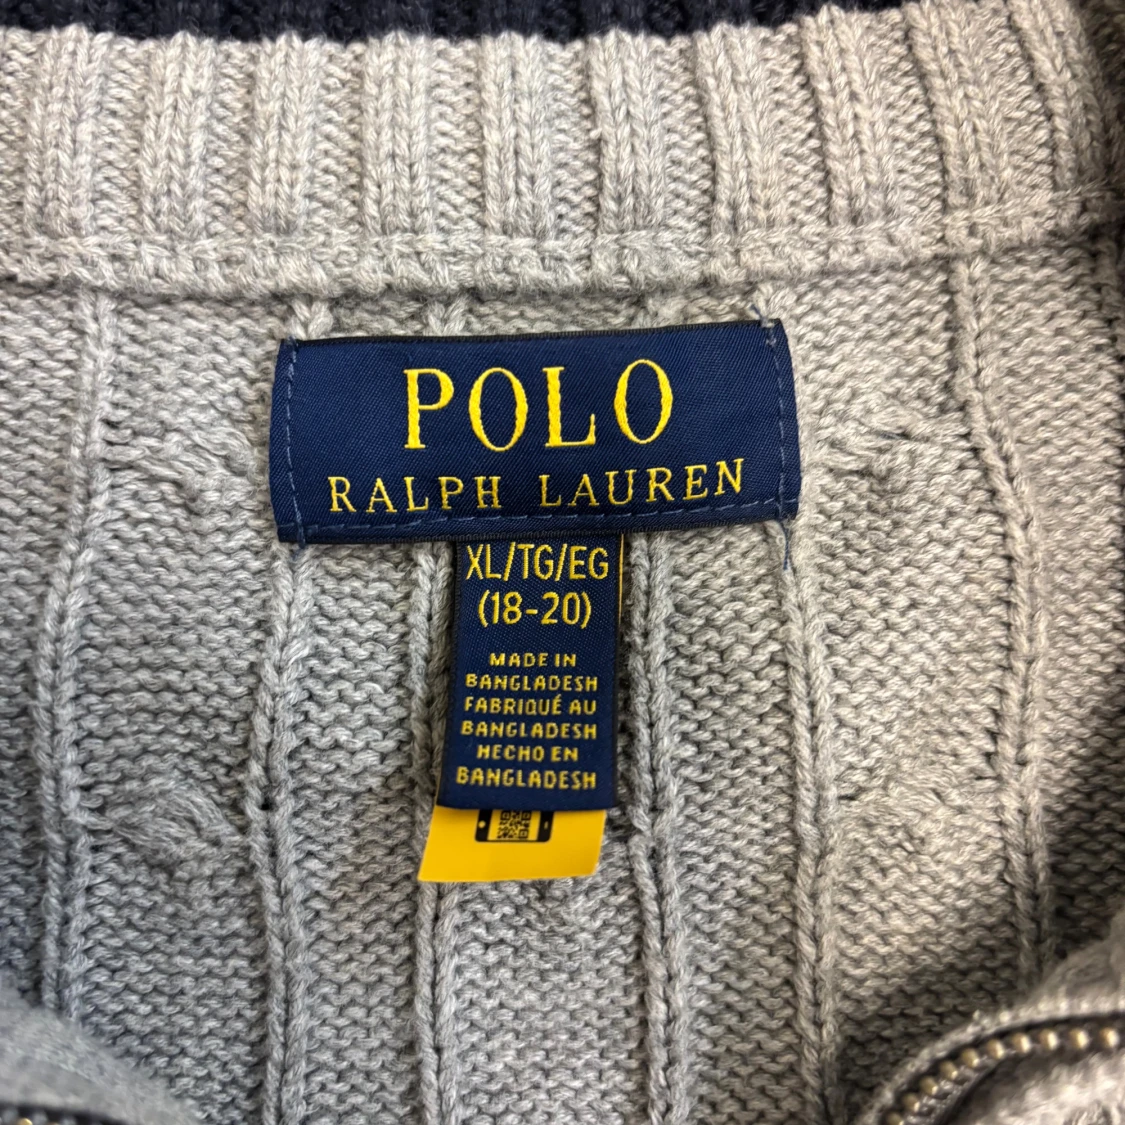 POLO
RALPH LAUREN
XL/TG/EG
(18-20)
MADE IN
BANGLADESH
FABRIQUÉ AU
BANGLADESH
HECHO EN
BANGLADESH